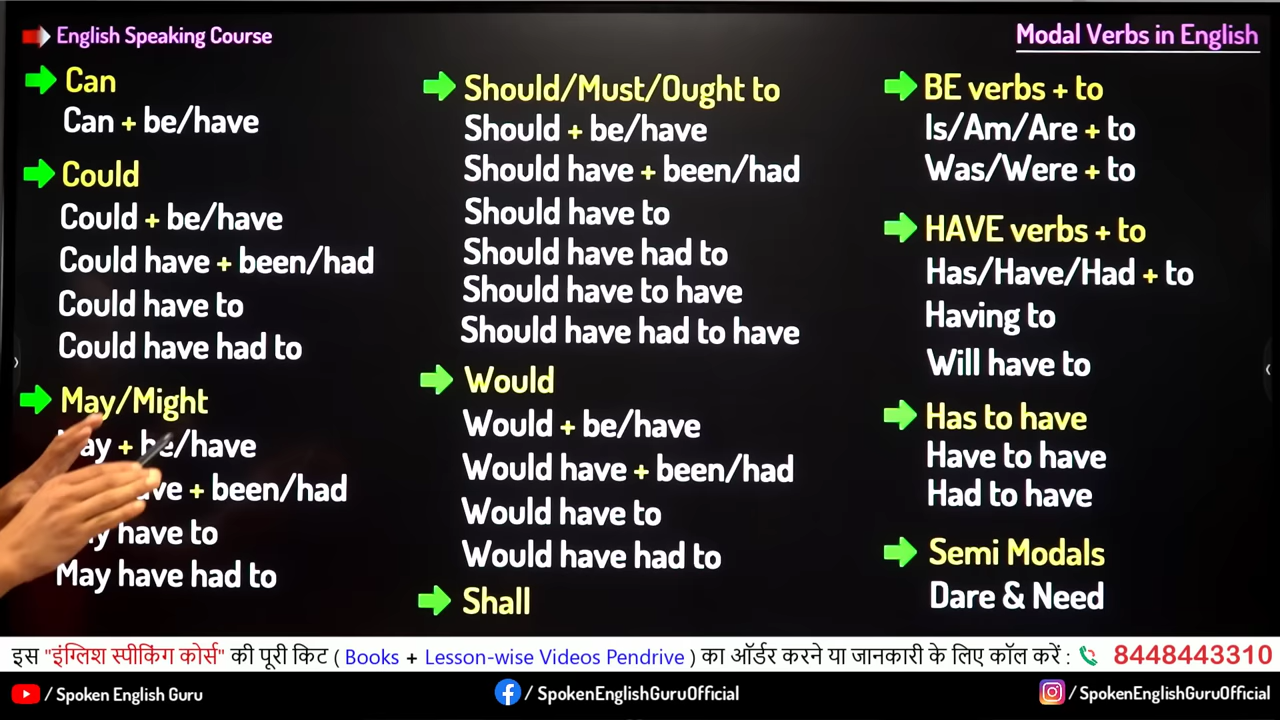 English Speaking Course
Modal Verbs in English
Can
Can + be/have
Could
Could + be/have
Could have + been/had
Could have to
Could have had to
May/Might
May + be/have
+ been/had
have to
May have had to
Should/Must/Ought to
Should + be/have
Should have + been/had
Should have to
Should have had to
Should have to have
Should have had to have
Would
Would + be/have
Would have + been/had
Would have to
Would have had to
Shall
BE verbs + to
Is/Am/Are + to
Was/Were + to
HAVE verbs + to
Has/Have/Had + to
Having to
Will have to
Has to have
Have to have
Had to have
Semi Modals
Dare & Need
इस "इंग्लिश स्पीकिंग कोर्स" की पूरी किट ( Books + Lesson-wise Videos Pendrive ) का ऑर्डर करने या जानकारी के लिए कॉल करें : 8448443310
/ Spoken English Guru
/ SpokenEnglishGuruOfficial
/ SpokenEnglishGuruOfficial